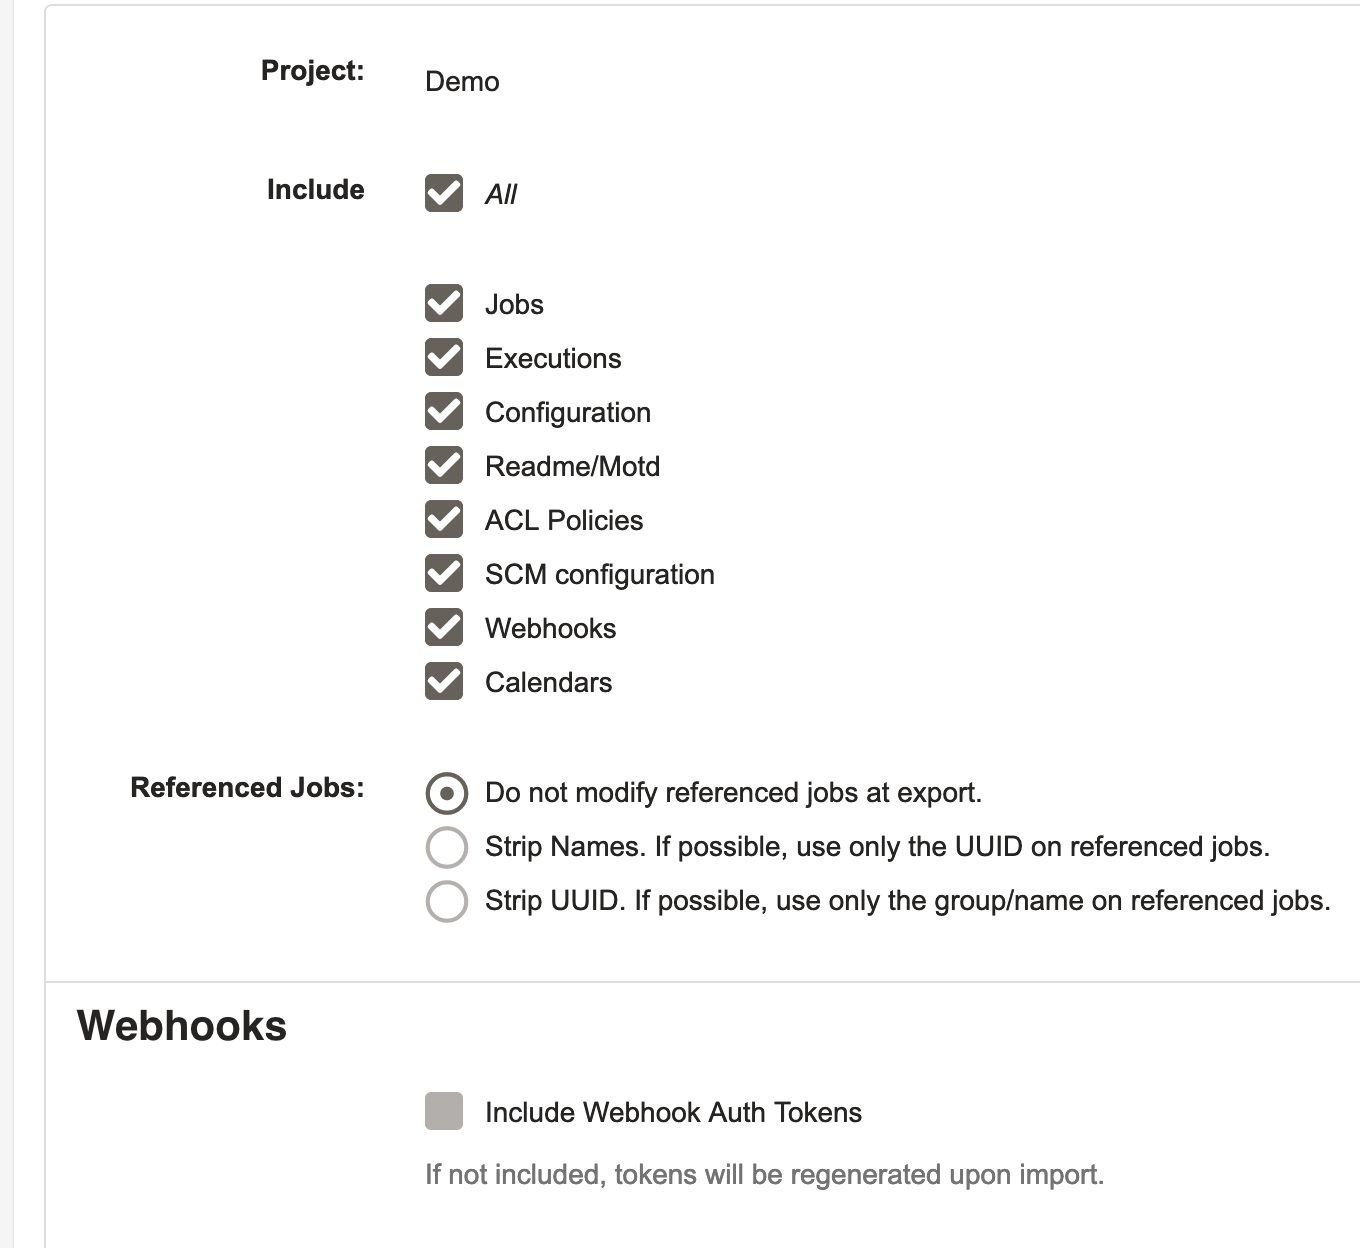 Project: Demo
Include All
Jobs
Executions
Configuration
Readme/Motd
ACL Policies
SCM configuration
Webhooks
Calendars
Referenced Jobs: Do not modify referenced jobs at export.
Strip Names. If possible, use only the UUID on referenced jobs.
Strip UUID. If possible, use only the group/name on referenced jobs.
Webhooks
Include Webhook Auth Tokens
If not included, tokens will be regenerated upon import.